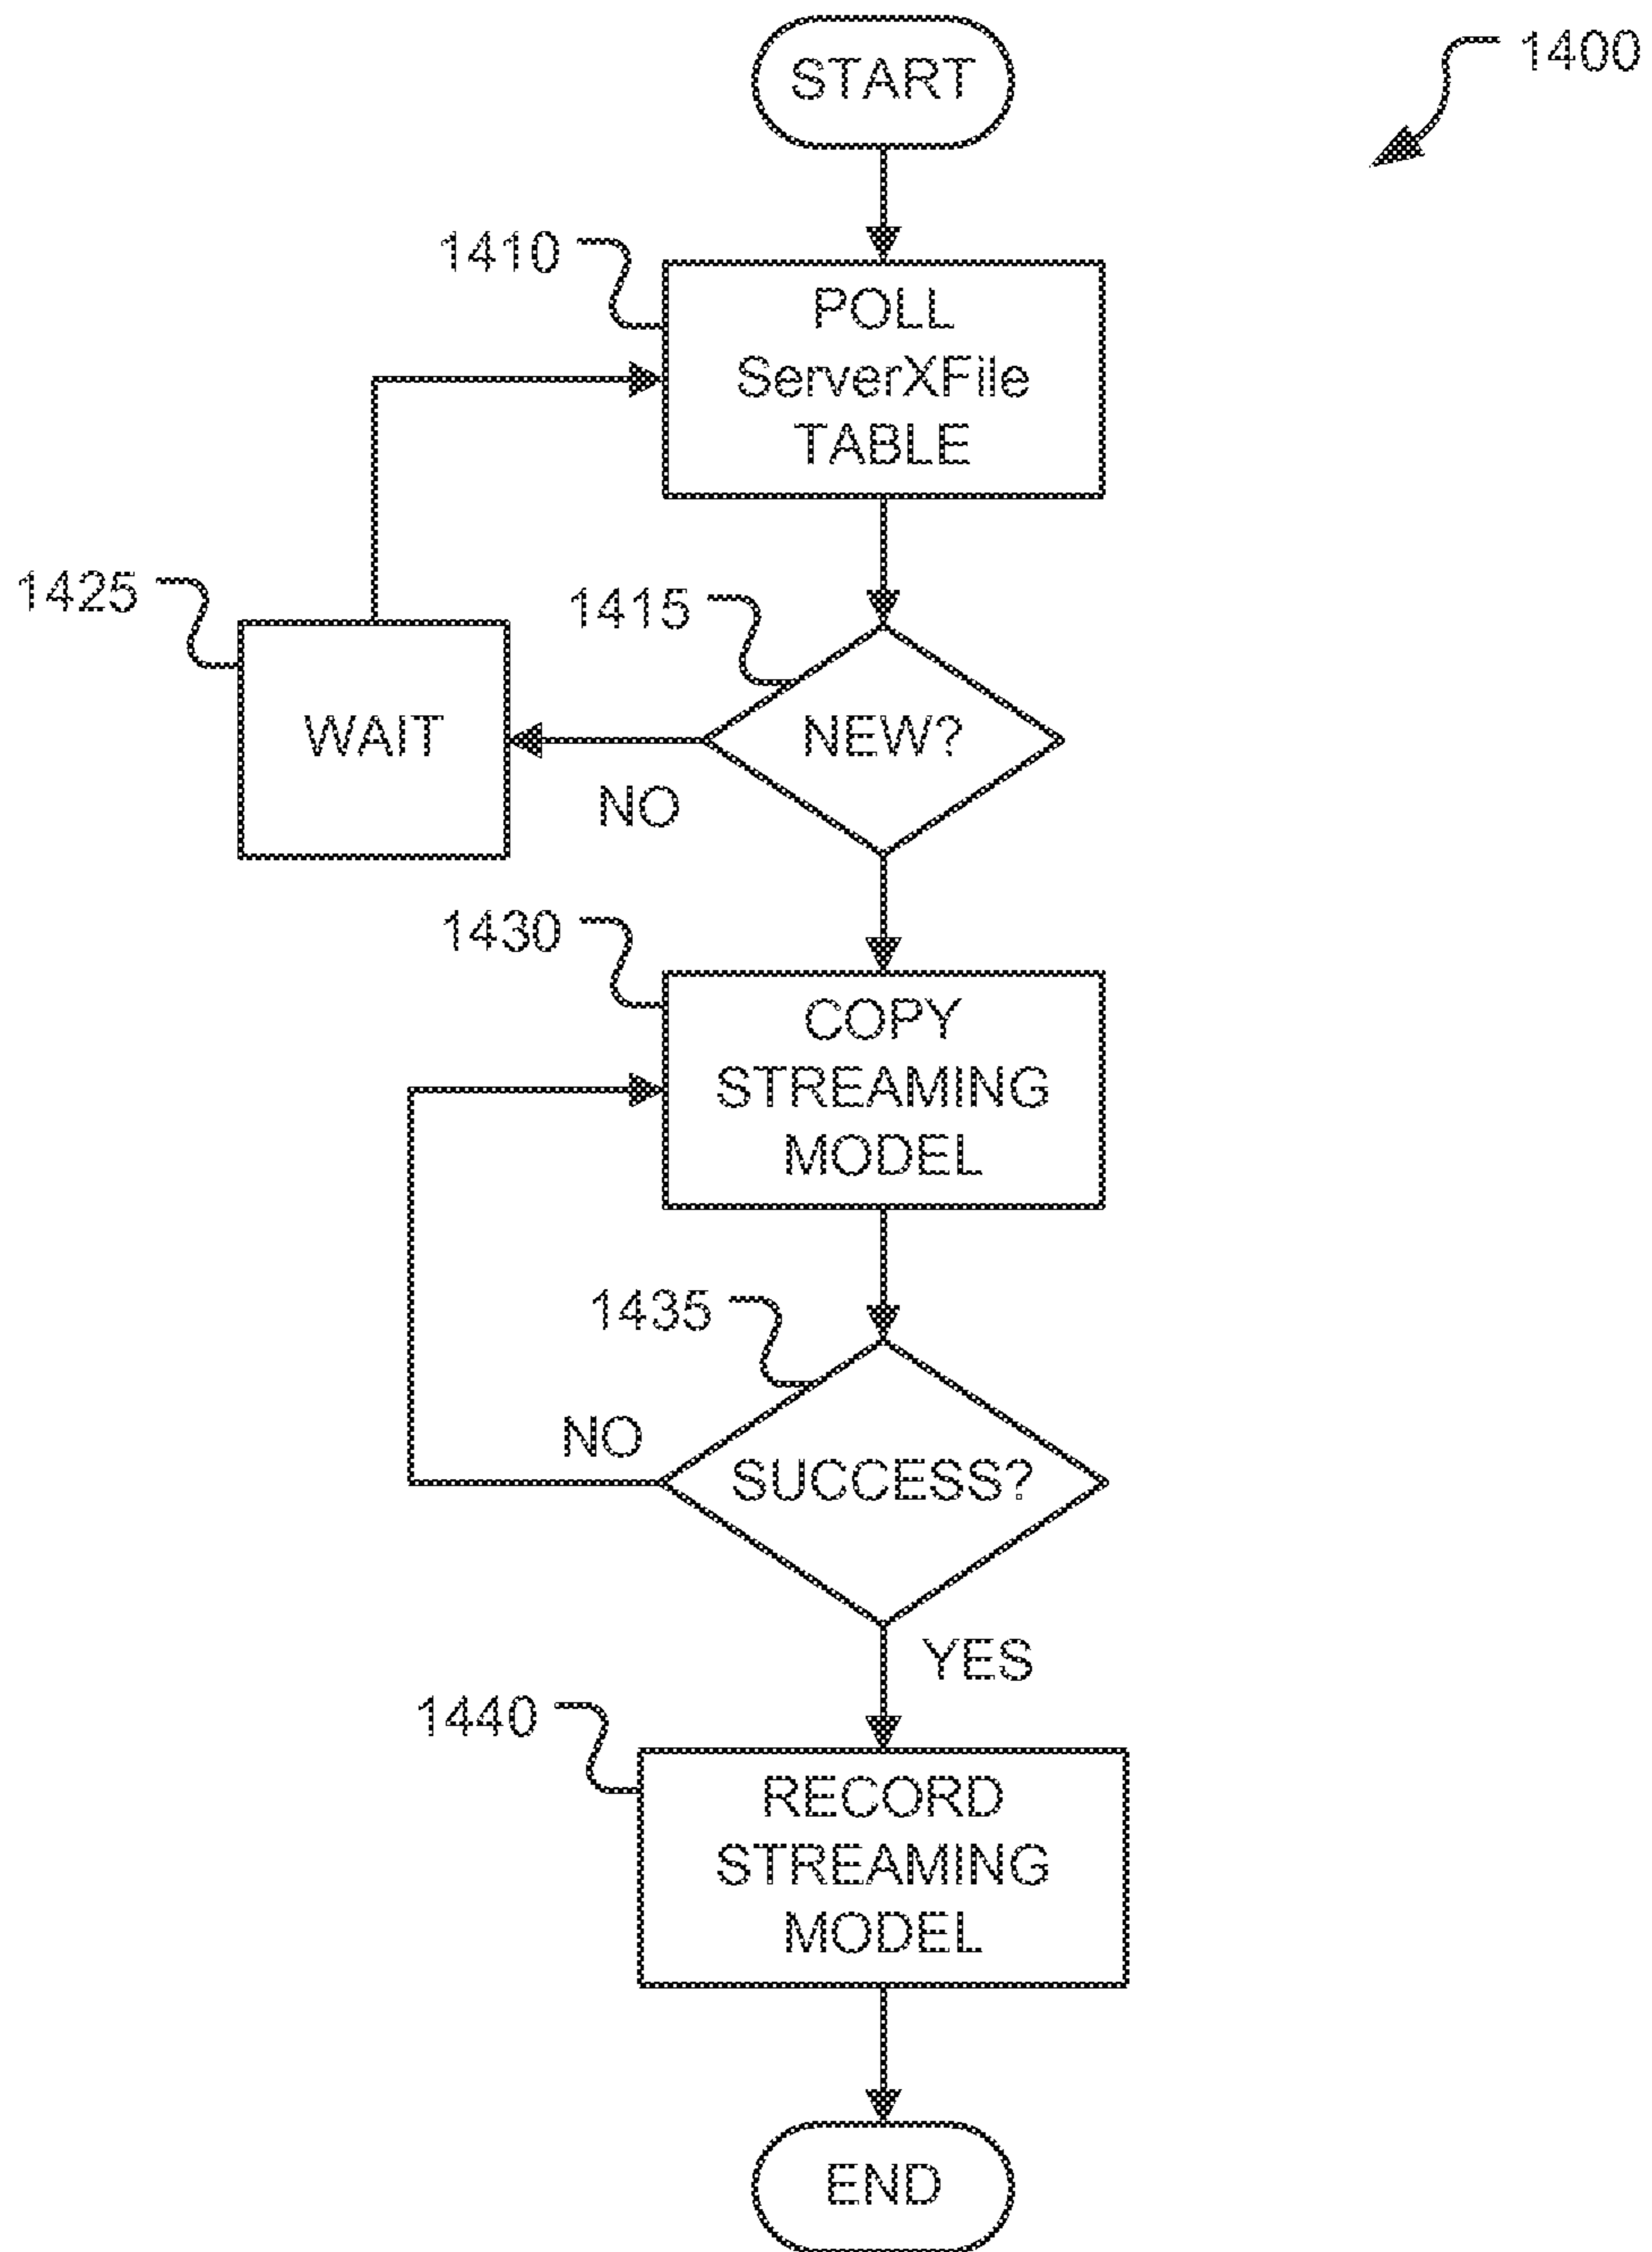 START
1400
1410
POLL
ServerXFile
TABLE
1425
1415
WAIT
NEW?
NO
1430
COPY
STREAMING
MODEL
1435
NO
SUCCESS?
YES
1440
RECORD
STREAMING
MODEL
END